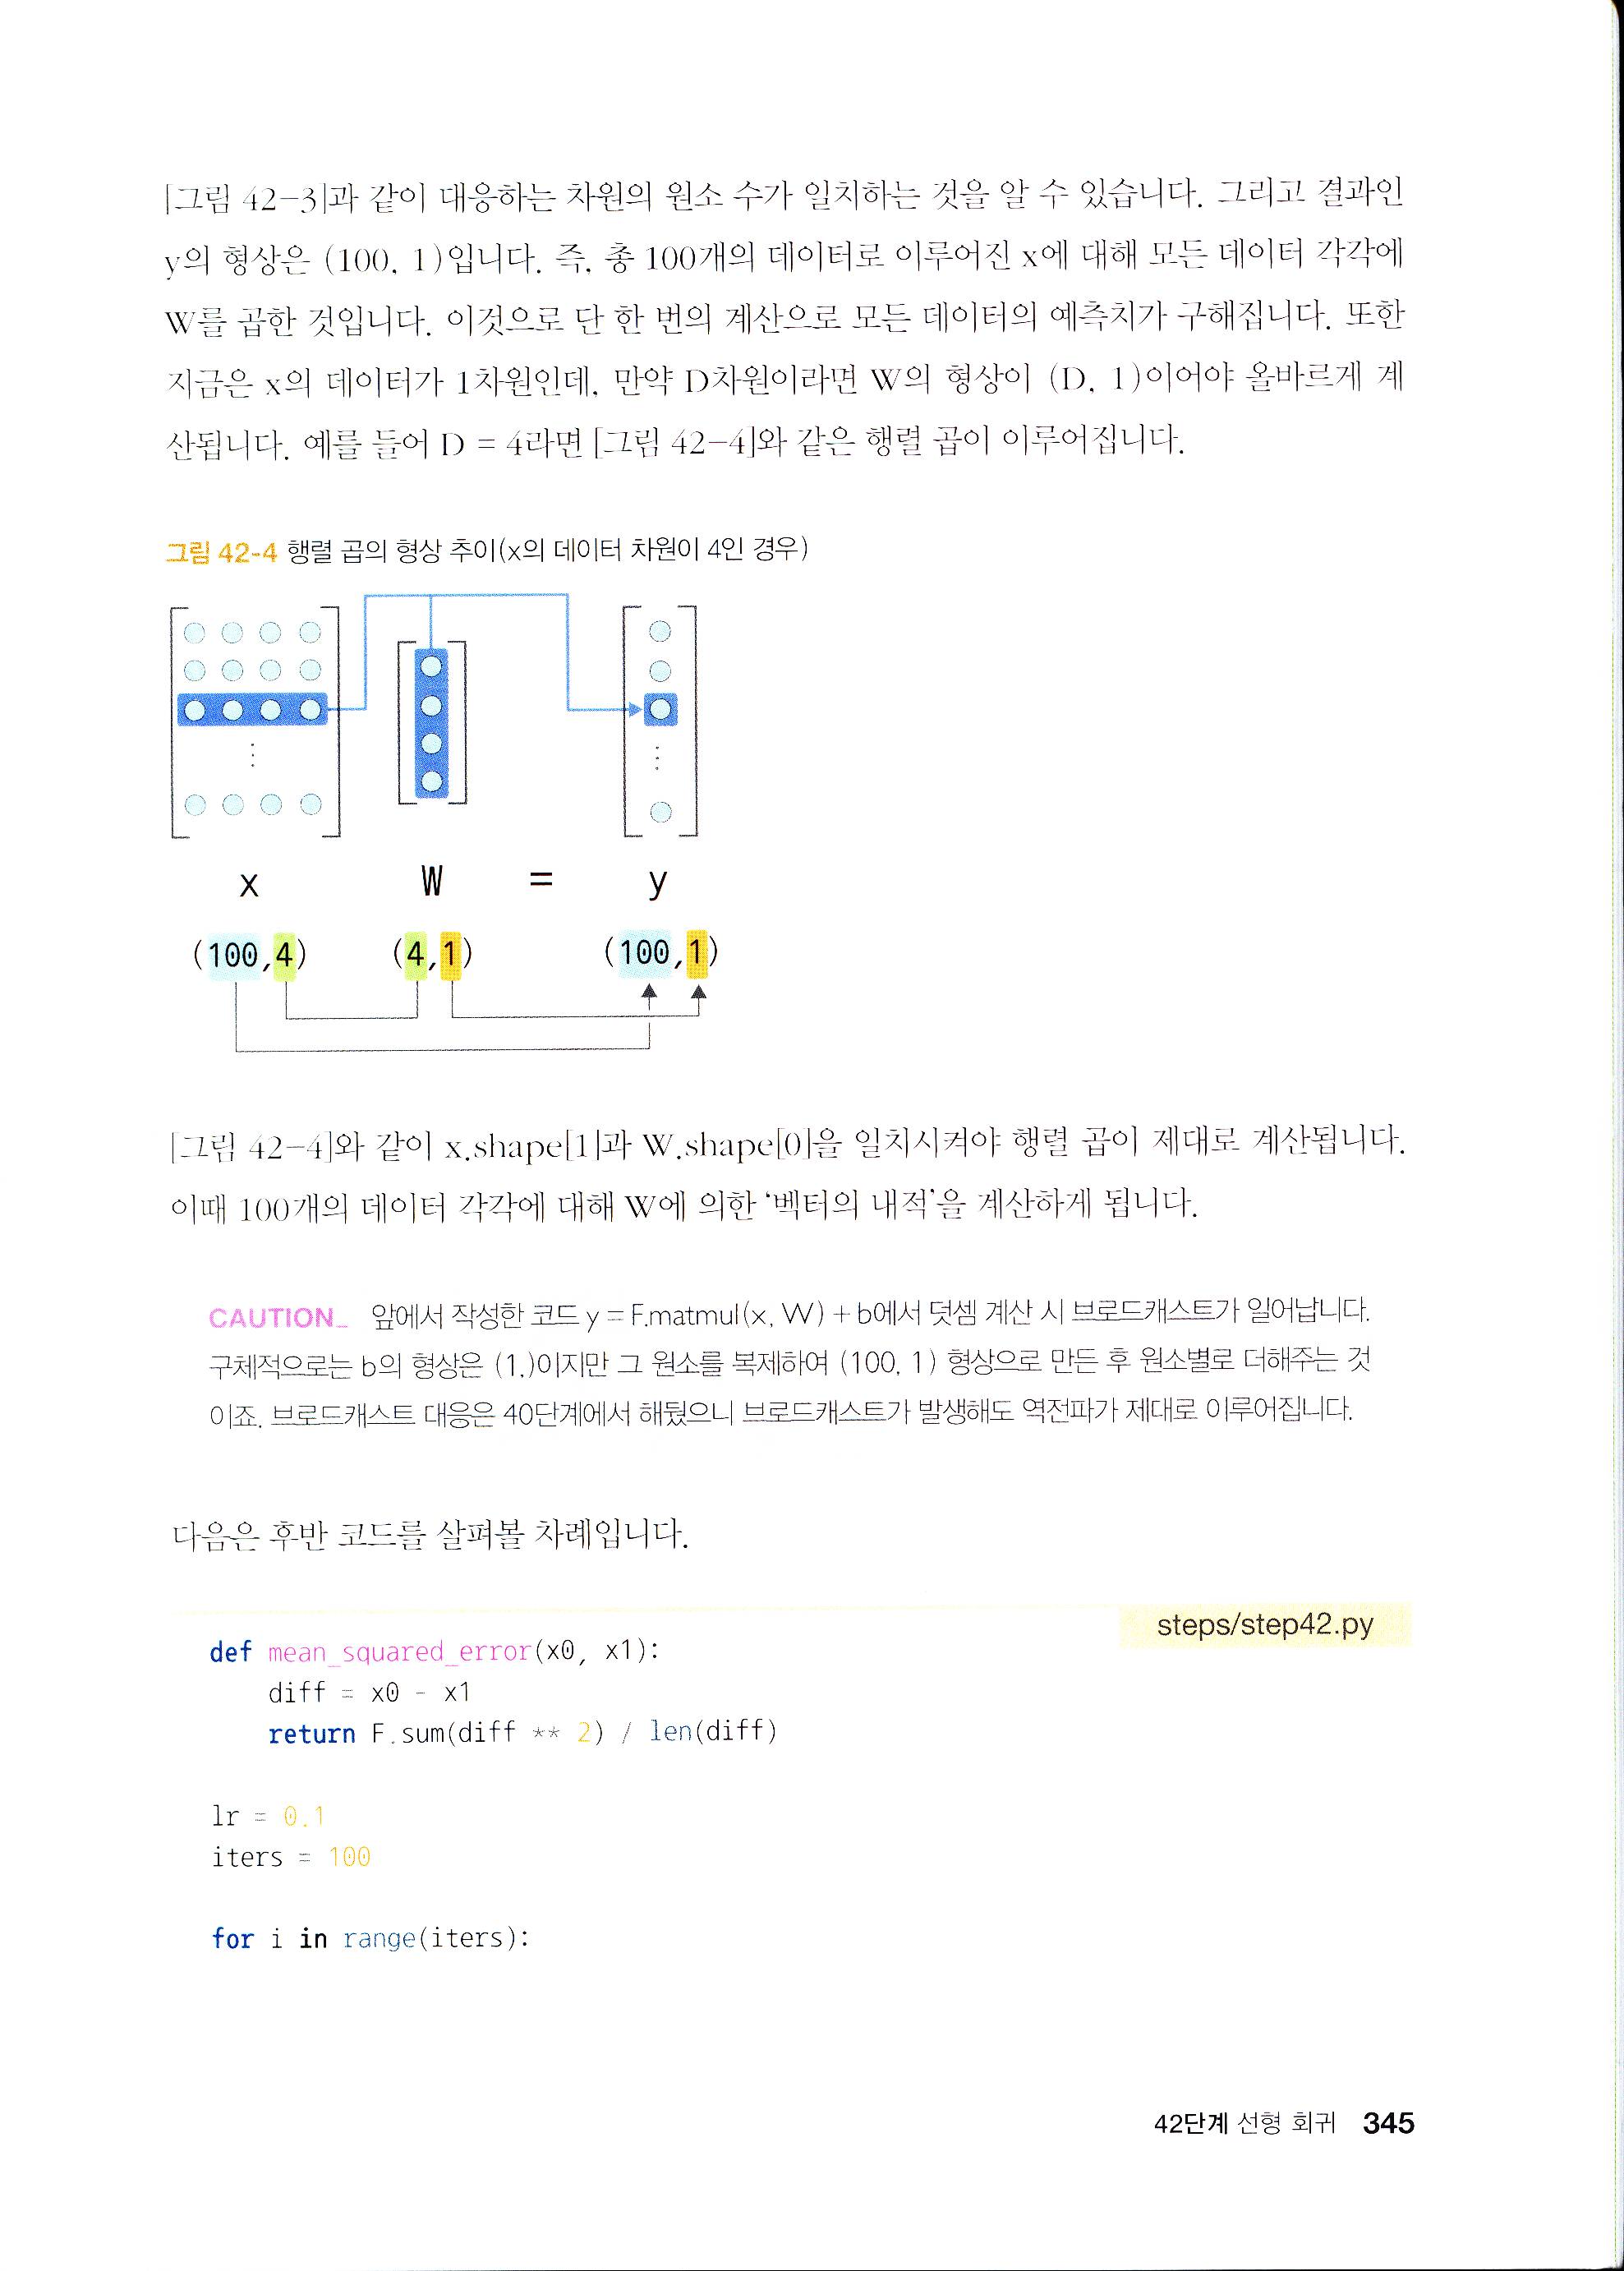 [그림 42-3]과 같이 대응하는 차원의 원소 수가 일치하는 것을 알 수 있습니다. 그리고 결과인
y의 형상은 (100, 1)입니다. 즉, 총 100개의 데이터로 이루어진 x에 대해 모든 데이터 각각에
W를 곱한 것입니다. 이것으로 단 한 번의 계산으로 모든 데이터의 예측치가 구해집니다. 또한
지금은 x의 데이터가 1차원인데, 만약 D차원이라면 W의 형상이 (D, 1)이어야 올바르게 계
산됩니다. 예를 들어 D = 4라면 [그림 42-4]와 같은 행렬 곱이 이루어집니다.
그림 42-4 행렬 곱의 형상 추이(x의 데이터 차원이 4인 경우)
x W = y
(100,4) (4,1) (100,1)
[그림 42-4]와 같이 x.shape[1]과 W.shape[0]을 일치시켜야 행렬 곱이 제대로 계산됩니다.
이때 100개의 데이터 각각에 대해 W에 의한 ‘벡터의 내적’을 계산하게 됩니다.
CAUTION_ 앞에서 작성한 코드 y = F.matmul(x, W) + b에서 덧셈 계산 시 브로드캐스트가 일어납니다.
구체적으로는 b의 형상은 (1,)이지만 그 원소를 복제하여 (100, 1) 형상으로 만든 후 원소별로 더해주는 것
이죠. 브로드캐스트 대응은 40단계에서 해뒀으니 브로드캐스트가 발생해도 역전파가 제대로 이루어집니다.
다음은 후반 코드를 살펴볼 차례입니다.
steps/step42.py
def mean_squared_error(x0, x1):
    diff = x0 - x1
    return F.sum(diff ** 2) / len(diff)
lr = 0.1
iters = 100
for i in range(iters):
42단계 선형 회귀 345